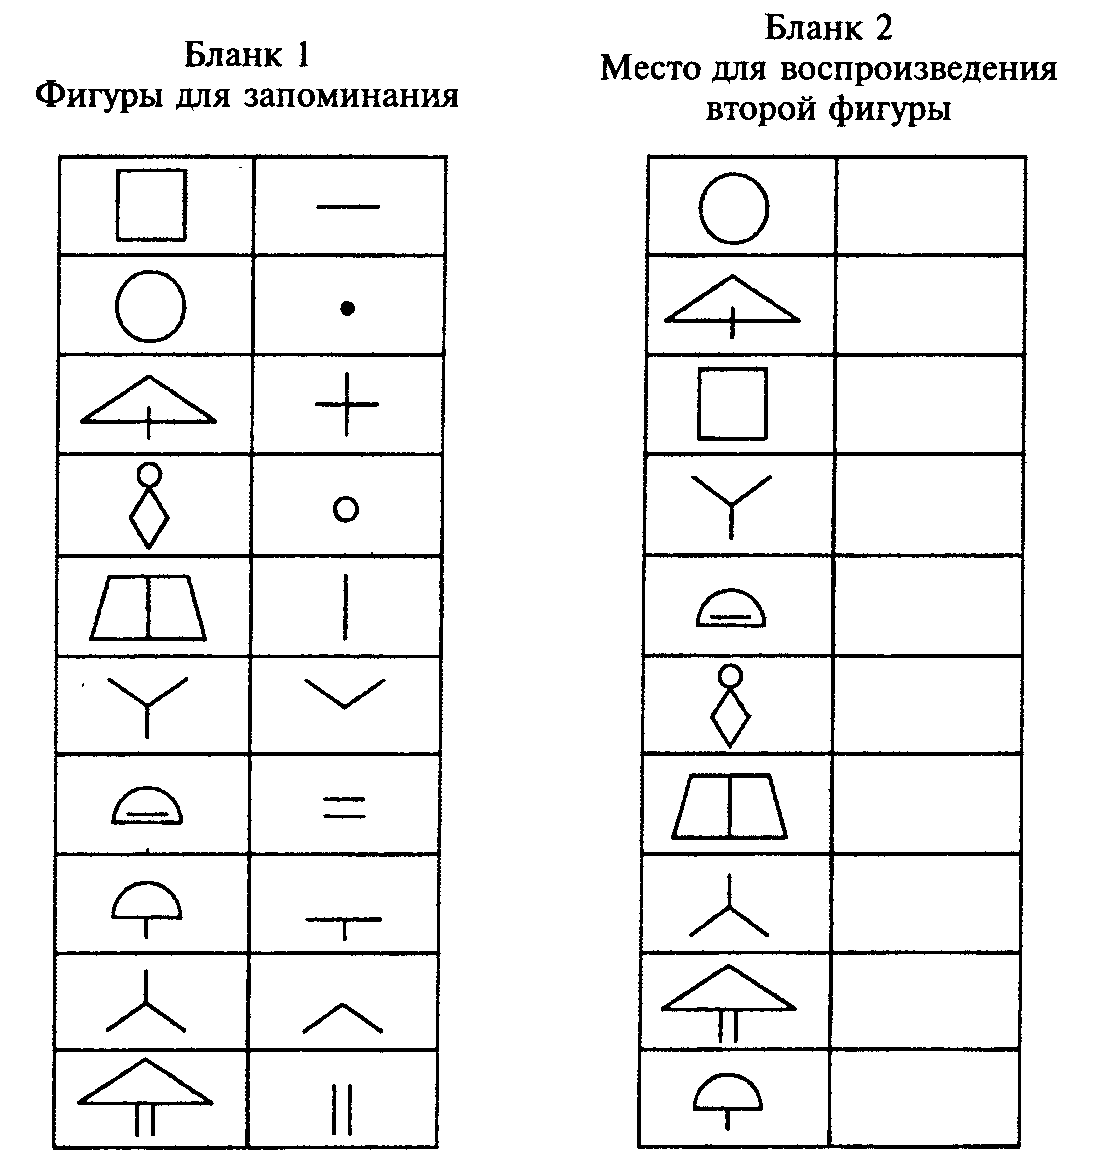 Бланк 1
Фигуры для запоминания
Бланк 2
Место для воспроизведения
второй фигуры